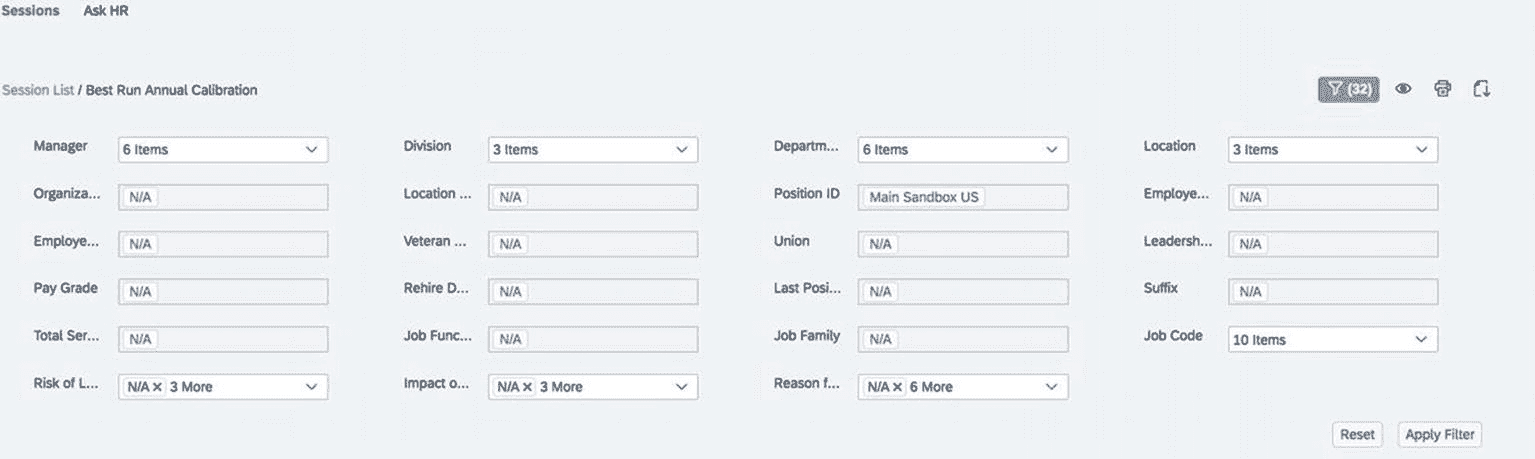 Sessions Ask HR
Session List / Best Run Annual Calibration (32)
Manager 6 Items Division 3 Items Departm... 6 Items Location 3 Items
Organiza... N/A Location ... N/A Position ID Main Sandbox US Employe... N/A
Employe... N/A Veteran ... N/A Union N/A Leadersh... N/A
Pay Grade N/A Rehire D... N/A Last Posi... N/A Suffix N/A
Total Ser... N/A Job Func... N/A Job Family N/A Job Code 10 Items
Risk of L... N/A × 3 More Impact o... N/A × 3 More Reason f... N/A × 6 More
Reset Apply Filter